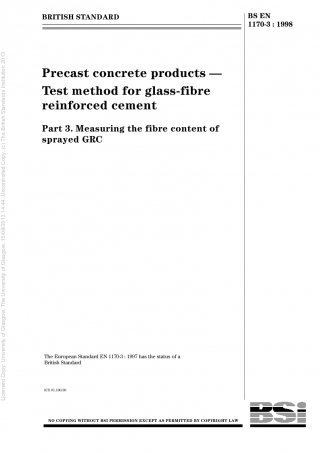 BRITISH STANDARD
BS EN
1170-3 : 1998
Precast concrete products —
Test method for glass-fibre
reinforced cement
Part 3. Measuring the fibre content of
sprayed GRC
The European Standard EN 1170-3 : 1997 has the status of a
British Standard
NO COPYING WITHOUT BSI PERMISSION EXCEPT AS PERMITTED BY COPYRIGHT LAW
BSi